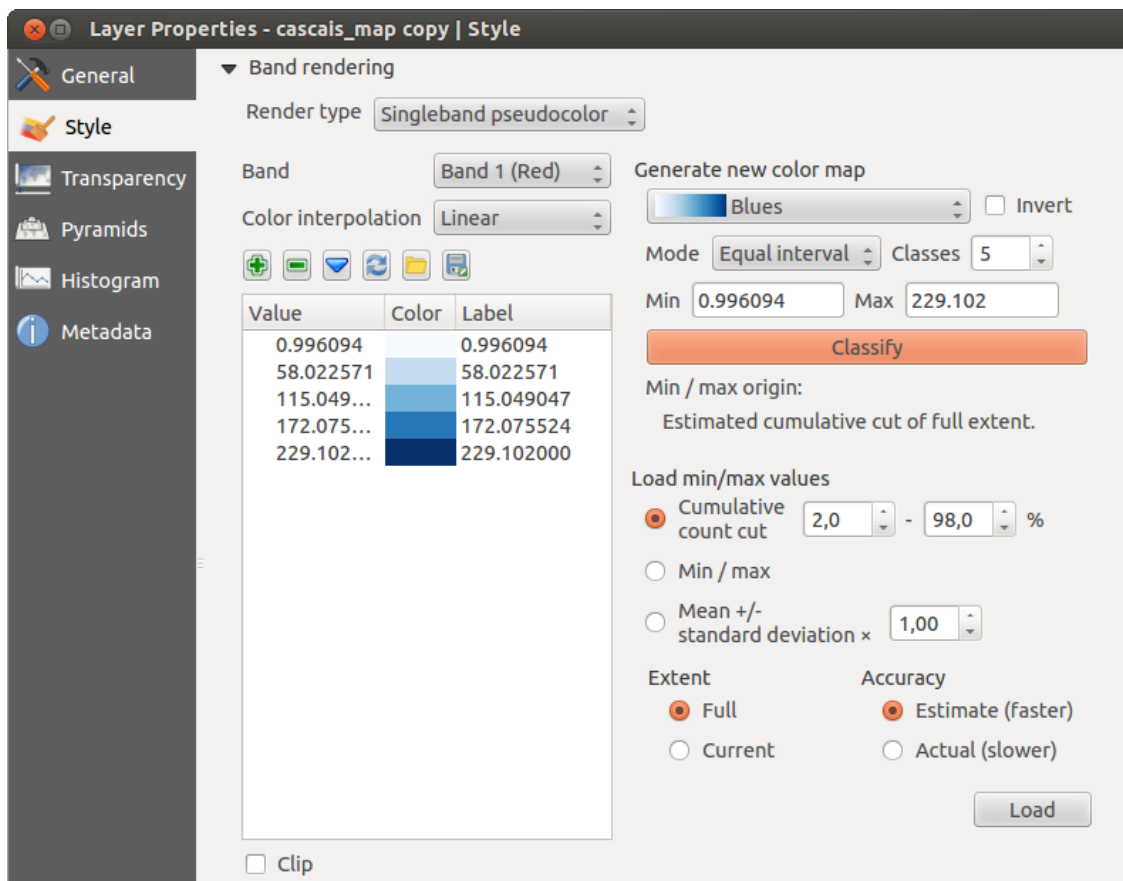 Layer Properties - cascais_map copy | Style
General
Style
Transparency
Pyramids
Histogram
Metadata
Band rendering
Render type Singleband pseudocolor
Band Band 1 (Red)
Color interpolation Linear
Value Color Label
0.996094 0.996094
58.022571 58.022571
115.049... 115.049047
172.075... 172.075524
229.102... 229.102000
Clip
Generate new color map
Blues Invert
Mode Equal interval Classes 5
Min 0.996094 Max 229.102
Classify
Min / max origin:
Estimated cumulative cut of full extent.
Load min/max values
Cumulative
count cut 2,0 - 98,0 %
Min / max
Mean +/-
standard deviation × 1,00
Extent Accuracy
Full Estimate (faster)
Current Actual (slower)
Load